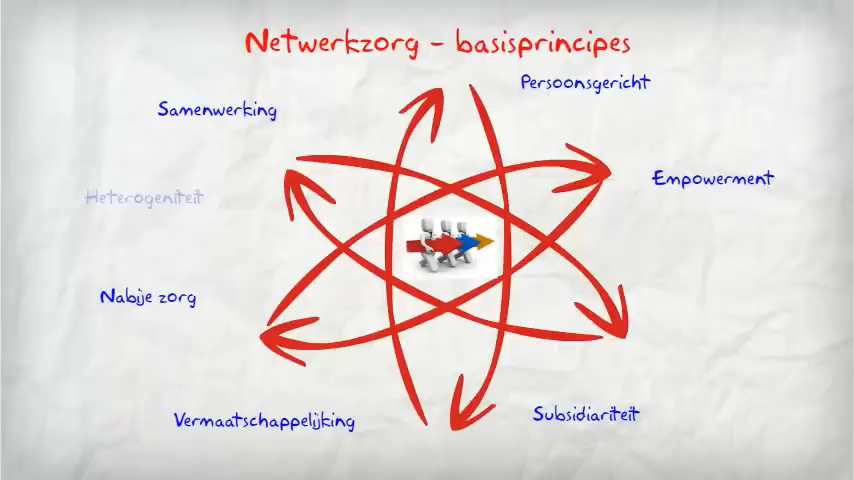 Netwerkzorg - basisprincipes
Persoonsgericht
Samenwerking
Empowerment
Heterogeniteit
Nabije zorg
Subsidiariteit
Vermaatschappelijking